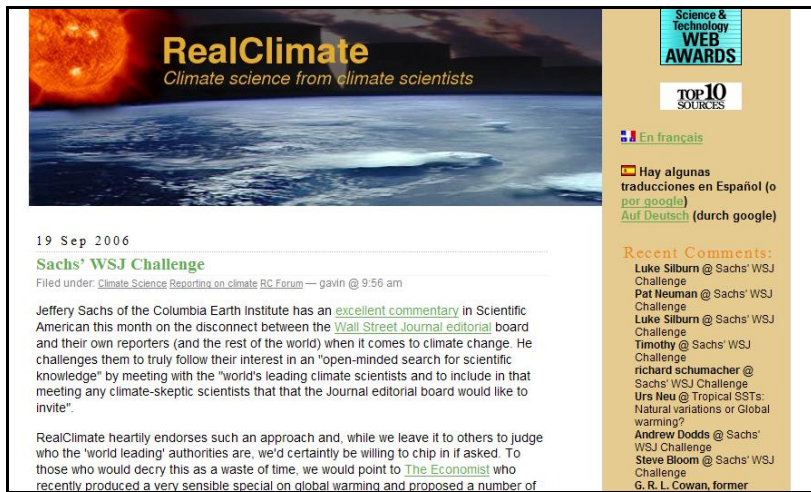 RealClimate
Climate science from climate scientists
19 Sep 2006
Sachs' WSJ Challenge
Filed under: Climate Science Reporting on climate RC Forum — gavin @ 9:56 am
Jeffery Sachs of the Columbia Earth Institute has an excellent commentary in Scientific
American this month on the disconnect between the Wall Street Journal editorial board
and their own reporters (and the rest of the world) when it comes to climate change. He
challenges them to truly follow their interest in an "open-minded search for scientific
knowledge" by meeting with the "world's leading climate scientists and to include in that
meeting any climate-skeptic scientists that that the Journal editorial board would like to
invite".
RealClimate heartily endorses such an approach and, while we leave it to others to judge
who the 'world leading' authorities are, we'd certaintly be willing to chip in if asked. To
those who would decry this as a waste of time, we would point to The Economist who
recently produced a very sensible special on global warming and proposed a number of
Science &
Technology
WEB
AWARDS
TOP10
SOURCES
En français
Hay algunas
traducciones en Español (o
por google)
Auf Deutsch (durch google)
Recent Comments:
Luke Silburn @ Sachs' WSJ
Challenge
Pat Neuman @ Sachs' WSJ
Challenge
Luke Silburn @ Sachs' WSJ
Challenge
Timothy @ Sachs' WSJ
Challenge
richard schumacher @
Sachs' WSJ Challenge
Urs Neu @ Tropical SSTs:
Natural variations or Global
warming?
Andrew Dodds @ Sachs'
WSJ Challenge
Steve Bloom @ Sachs' WSJ
Challenge
G. R. L. Cowan, former